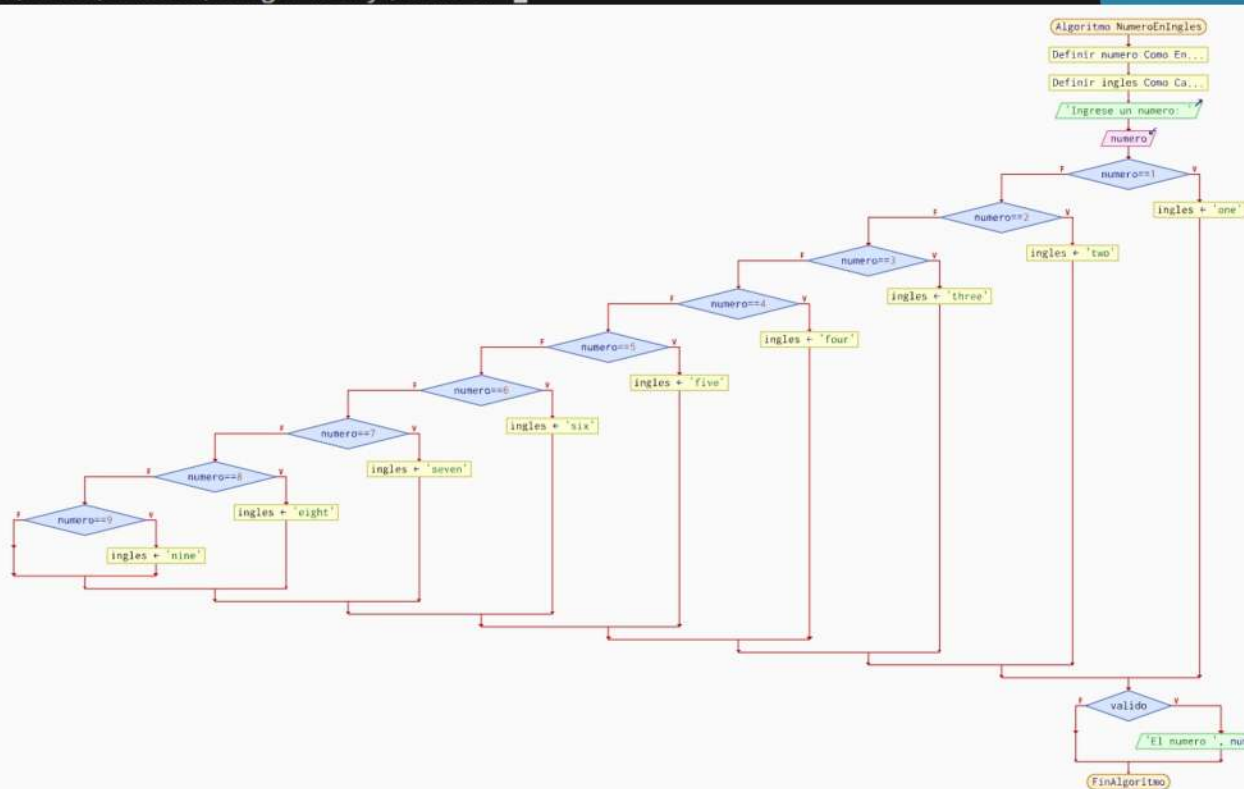 Algoritmo NumeroEnIngles
Definir numero Como En...
Definir ingles Como Ca...
'Ingrese un numero: '
numero
numero==1
F
V
ingles ← 'one'
numero==2
F
V
ingles ← 'two'
numero==3
F
V
ingles ← 'three'
numero==4
F
V
ingles ← 'four'
numero==5
F
V
ingles ← 'five'
numero==6
F
V
ingles ← 'six'
numero==7
F
V
ingles ← 'seven'
numero==8
F
V
ingles ← 'eight'
numero==9
F
V
ingles ← 'nine'
valido
F
V
'El numero ', nu
FinAlgoritmo